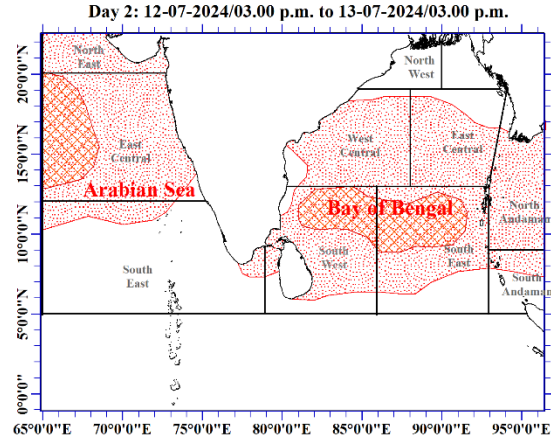 Day 2: 12-07-2024/03.00 p.m. to 13-07-2024/03.00 p.m.
20°0'0"N
15°0'0"N
10°0'0"N
5°0'0"N
0°0'0"
North
East
North
West
East
Central
West
Central
East
Central
Arabian Sea
Bay of Bengal
North
Andaman
South
East
South
West
South
East
South
Andaman
65°0'0"E
70°0'0"E
75°0'0"E
80°0'0"E
85°0'0"E
90°0'0"E
95°0'0"E